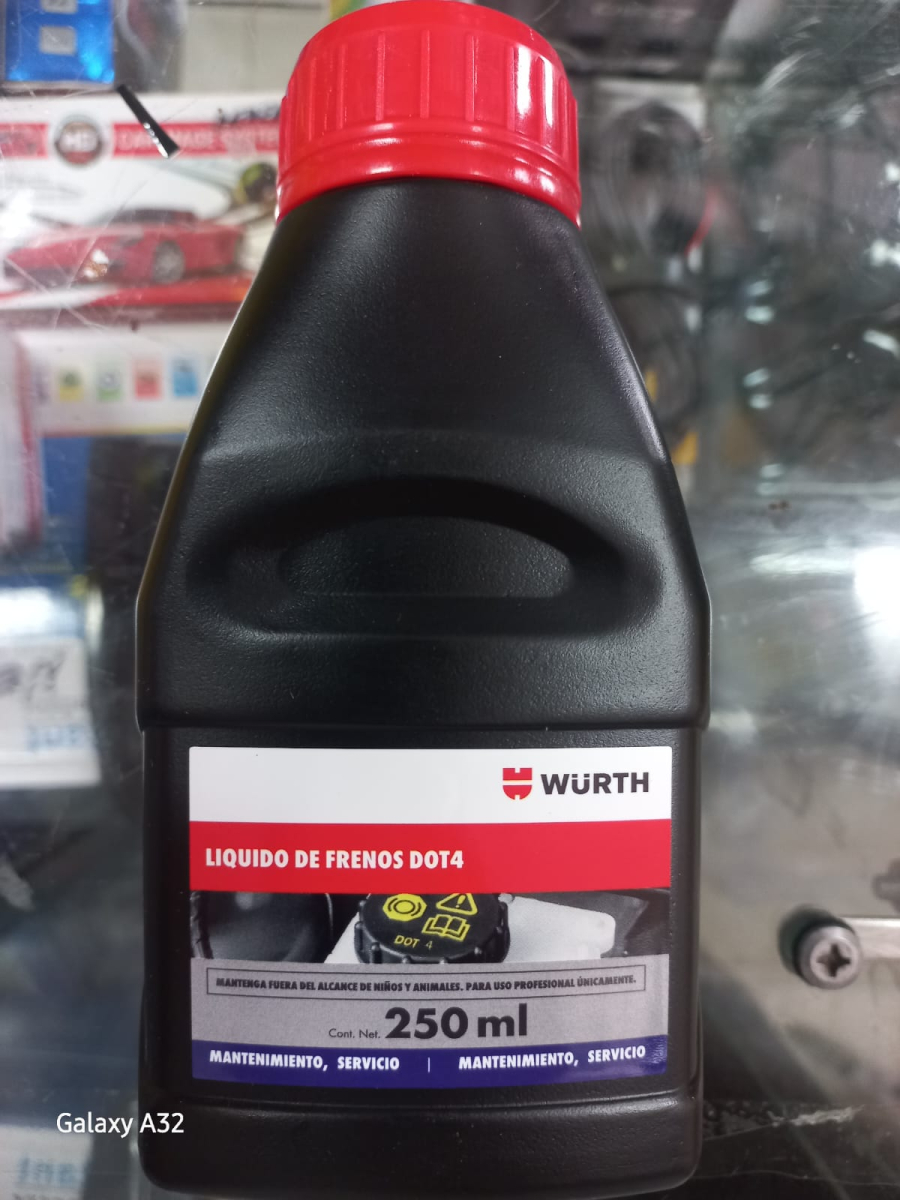 WÜRTH
LIQUIDO DE FRENOS DOT4
DOT 4
MANTENGA FUERA DEL ALCANCE DE NIÑOS Y ANIMALES. PARA USO PROFESIONAL ÚNICAMENTE.
Cont. Net. 250 ml
MANTENIMIENTO, SERVICIO | MANTENIMIENTO, SERVICIO
Galaxy A32